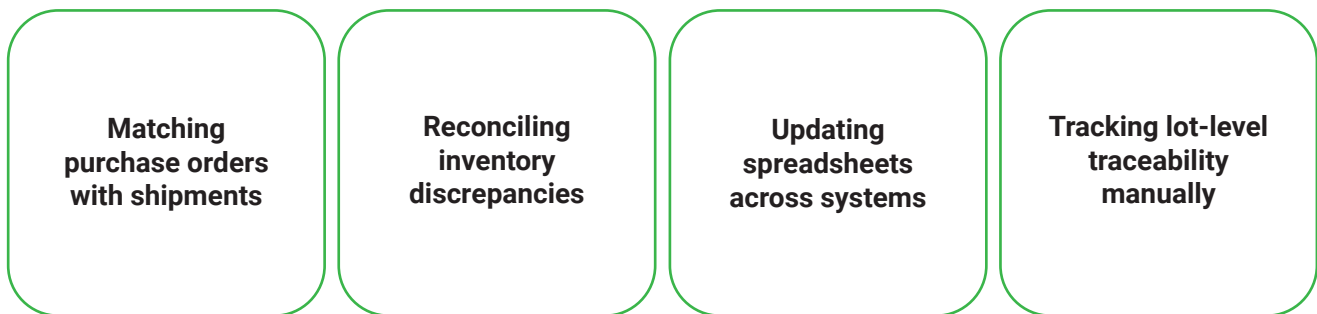 Matching
purchase orders
with shipments
Reconciling
inventory
discrepancies
Updating
spreadsheets
across systems
Tracking lot-level
traceability
manually